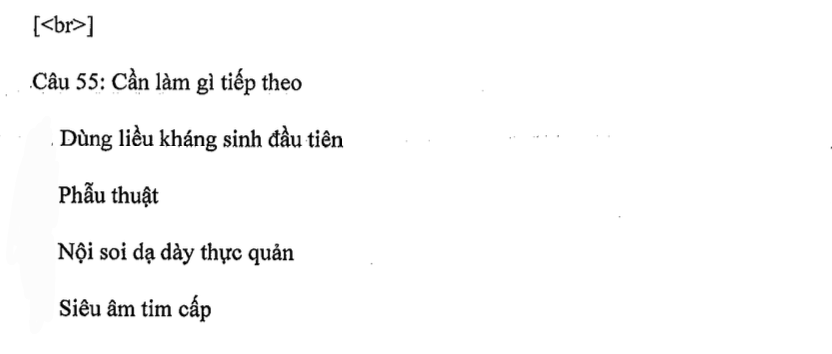 [<br>]
Câu 55: Cần làm gì tiếp theo
Dùng liều kháng sinh đầu tiên
Phẫu thuật
Nội soi dạ dày thực quản
Siêu âm tim cấp